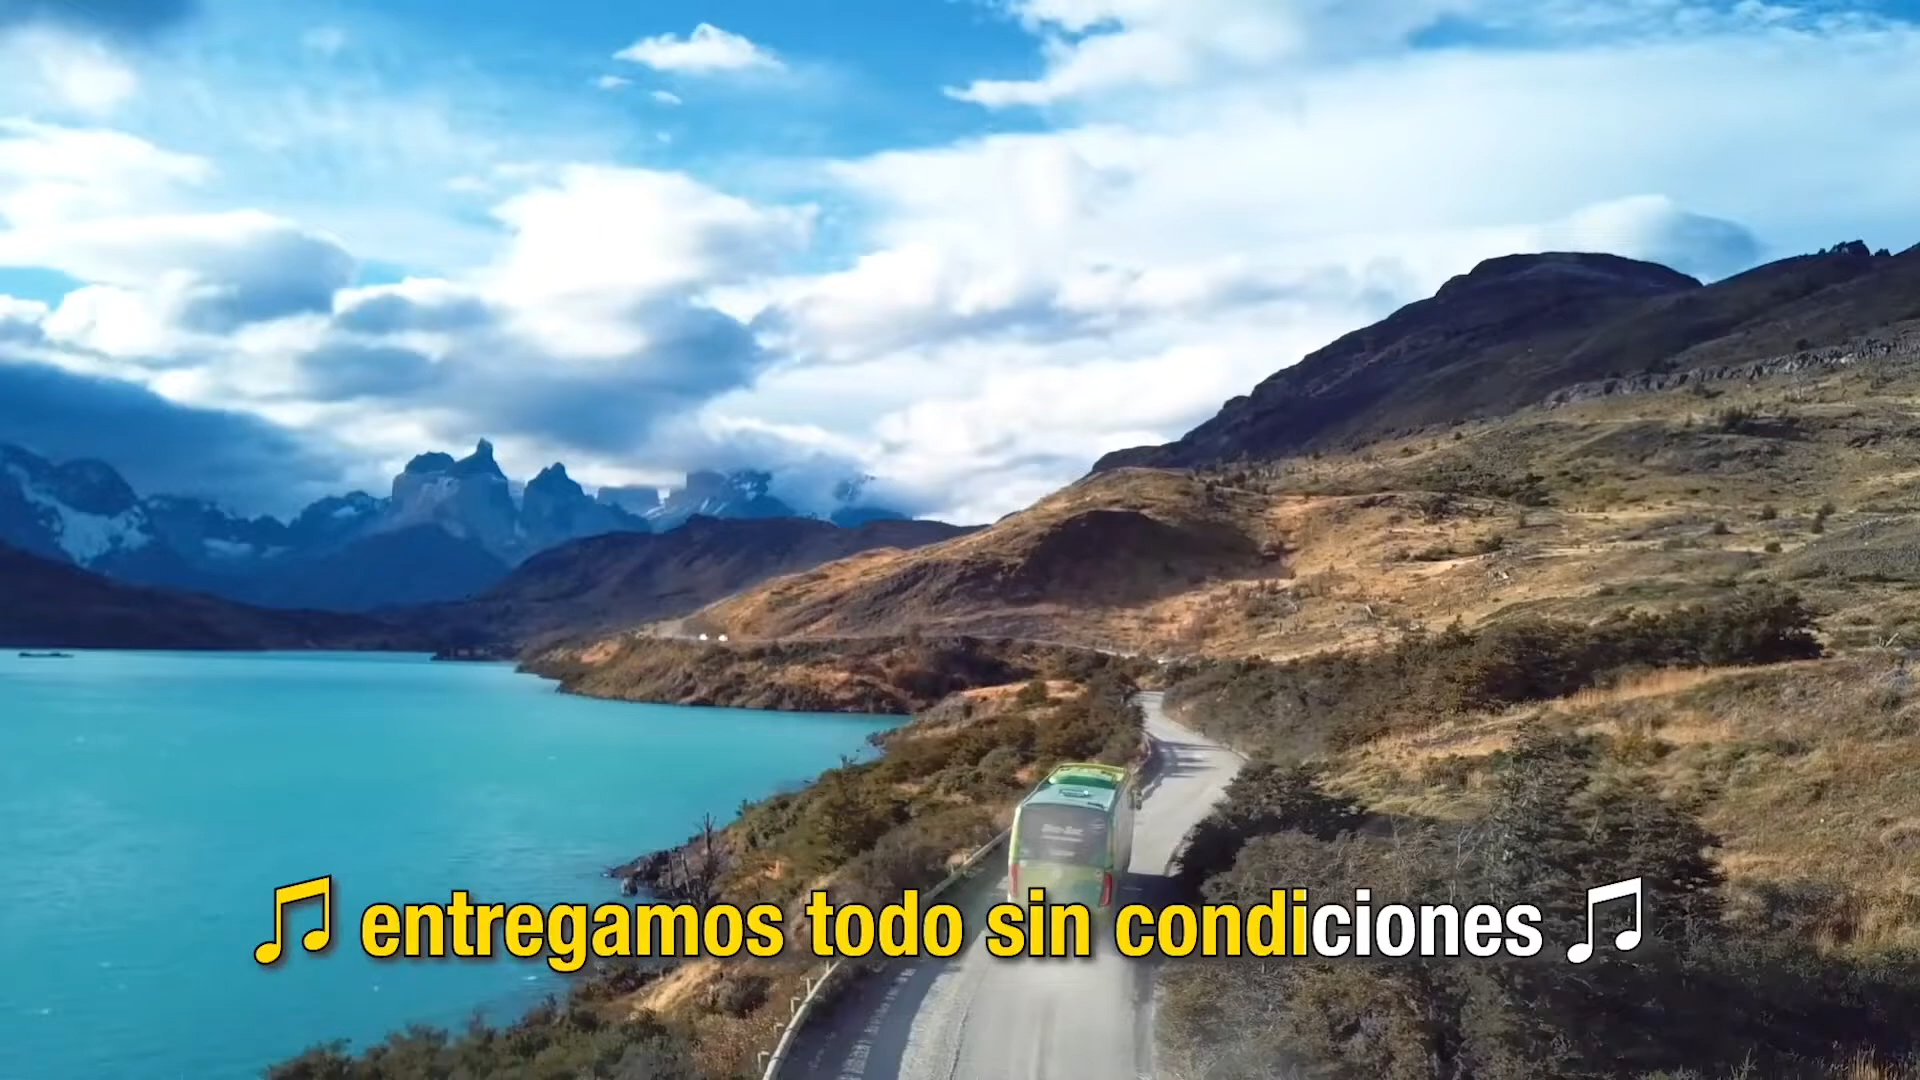 ♫ entregamos todo sin condiciones ♫